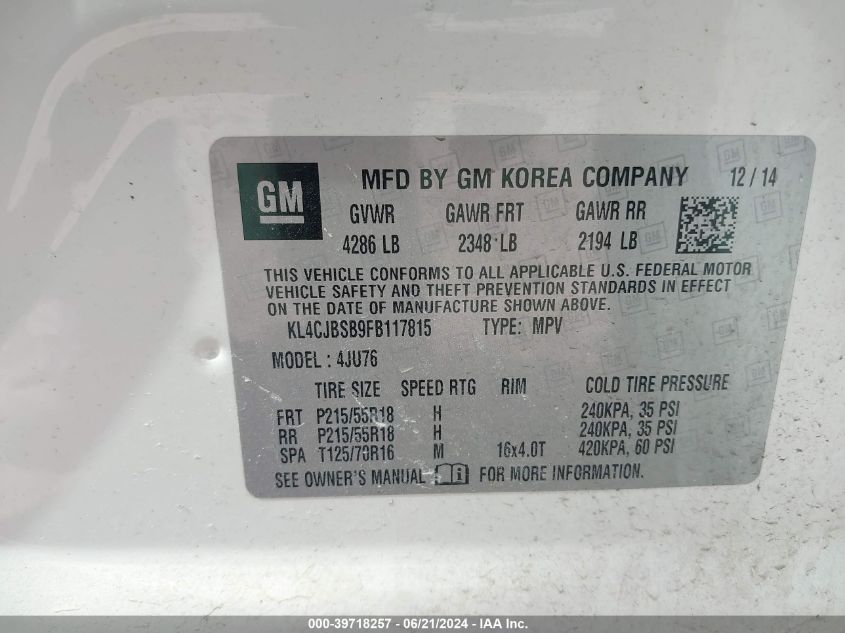 GM MFD BY GM KOREA COMPANY 12/14
GVWR GAWR FRT GAWR RR
4286 LB 2348 LB 2194 LB
THIS VEHICLE CONFORMS TO ALL APPLICABLE U.S. FEDERAL MOTOR
VEHICLE SAFETY AND THEFT PREVENTION STANDARDS IN EFFECT
ON THE DATE OF MANUFACTURE SHOWN ABOVE.
KL4CJBSB9FB117815 TYPE: MPV
MODEL: 4JU76
TIRE SIZE SPEED RTG RIM COLD TIRE PRESSURE
FRT P215/55R18 H 240KPA, 35 PSI
RR P215/55R18 H 240KPA, 35 PSI
SPA T125/70R16 M 16x4.0T 420KPA, 60 PSI
SEE OWNER'S MANUAL FOR MORE INFORMATION.
000-39718257 - 06/21/2024 - IAA Inc.